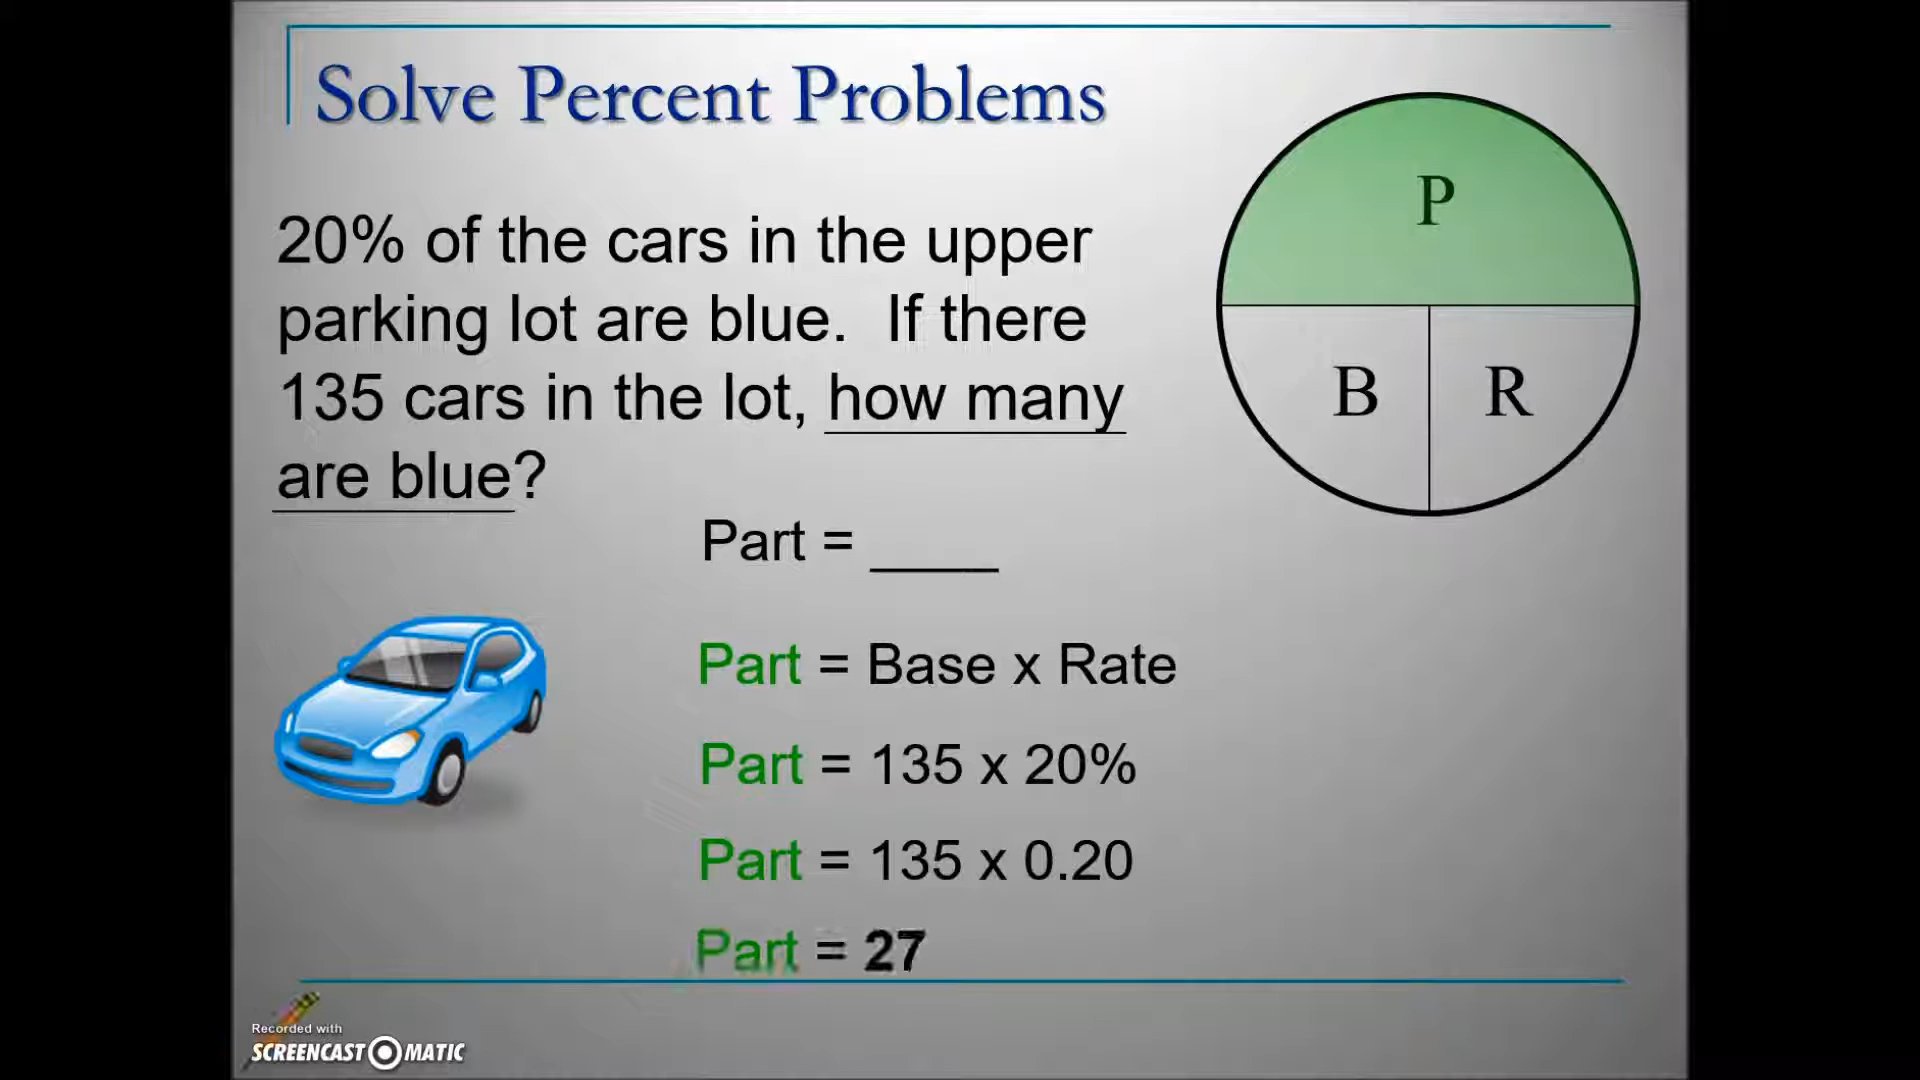 Solve Percent Problems
20% of the cars in the upper
parking lot are blue. If there
135 cars in the lot, how many
are blue?
P
B
R
Part = ____
Part = Base x Rate
Part = 135 x 20%
Part = 135 x 0.20
Part = 27
Recorded with
SCREENCAST MATIC